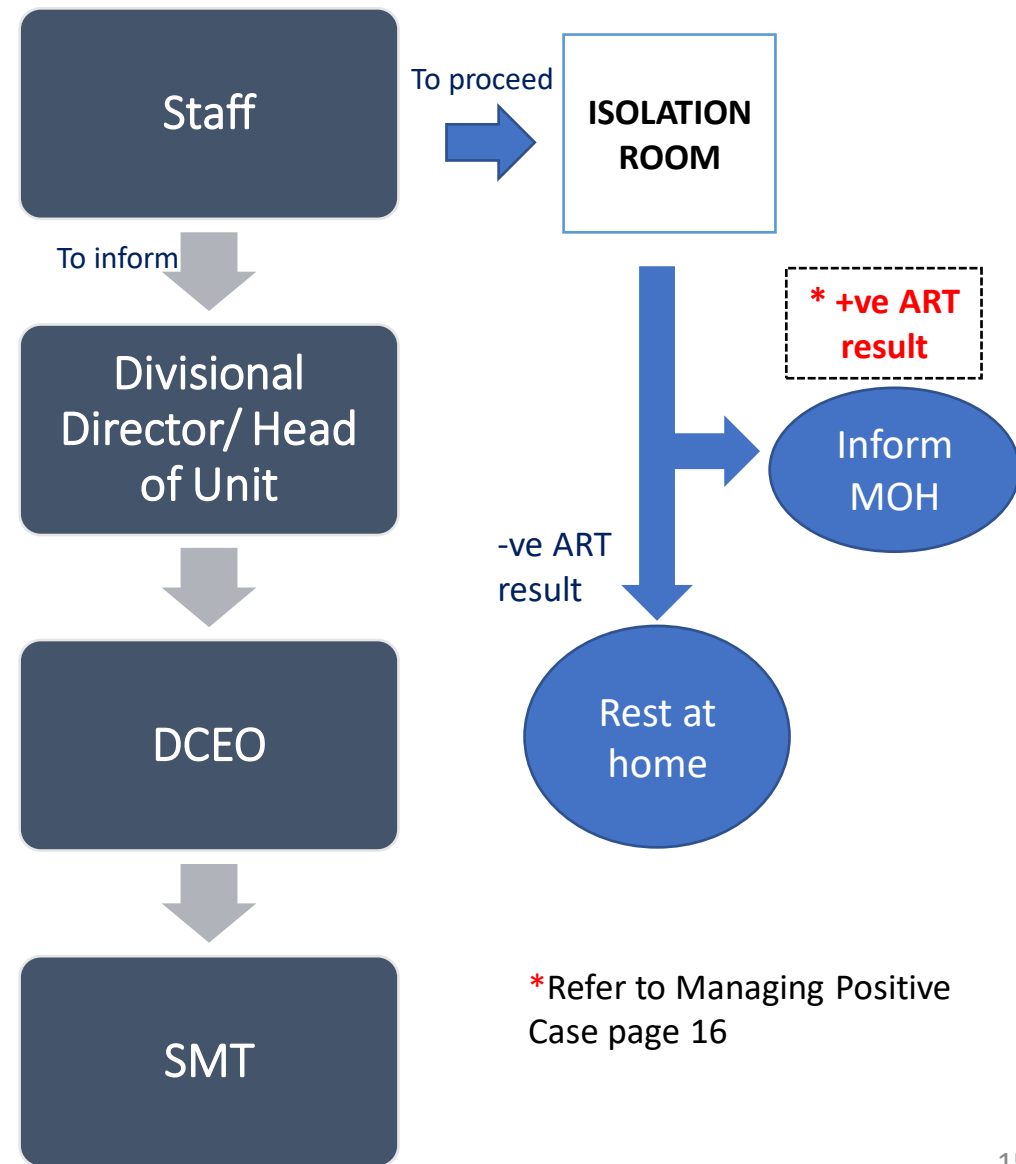 Staff
To proceed
ISOLATION
ROOM
To inform
* +ve ART
result
Divisional
Director/ Head
of Unit
Inform
MOH
-ve ART
result
DCEO
Rest at
home
*Refer to Managing Positive
Case page 16
SMT